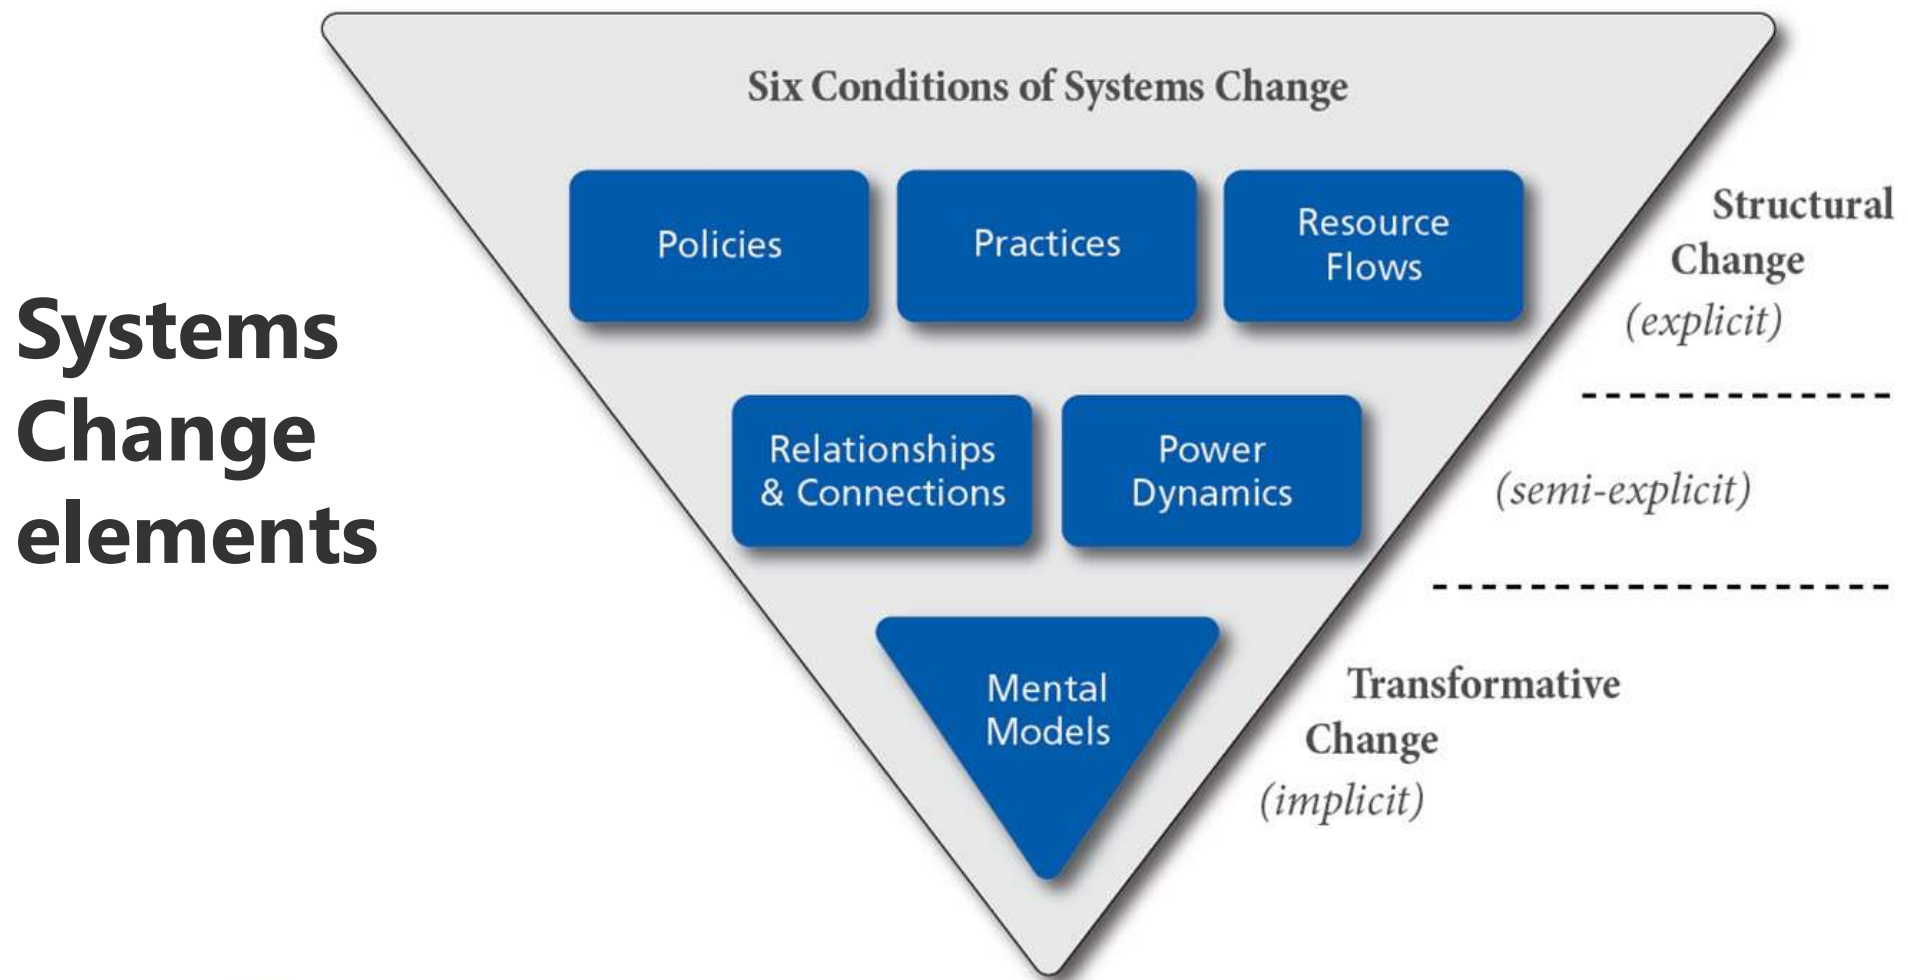 Systems
Change
elements
Six Conditions of Systems Change
Policies
Practices
Resource
Flows
Structural
Change
(explicit)
Relationships
& Connections
Power
Dynamics
(semi-explicit)
Mental
Models
Transformative
Change
(implicit)